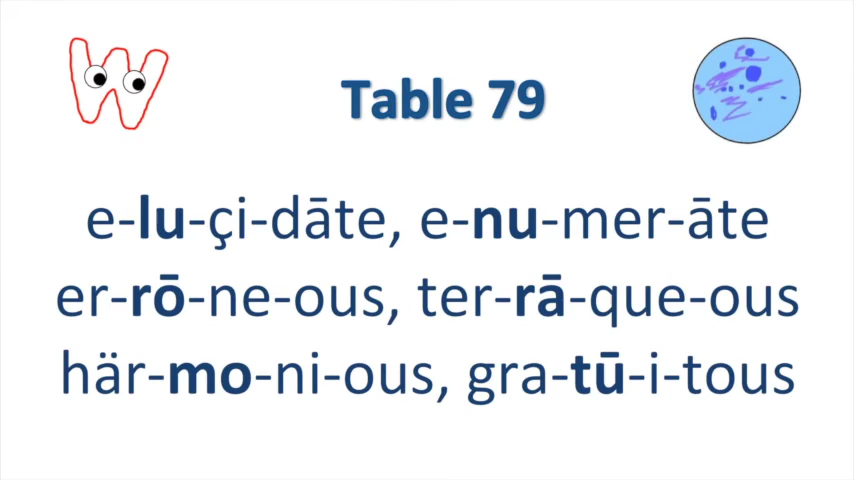 W
Table 79
e-lu-çi-dāte, e-nu-mer-āte
er-rō-ne-ous, ter-rā-que-ous
här-mo-ni-ous, gra-tū-i-tous